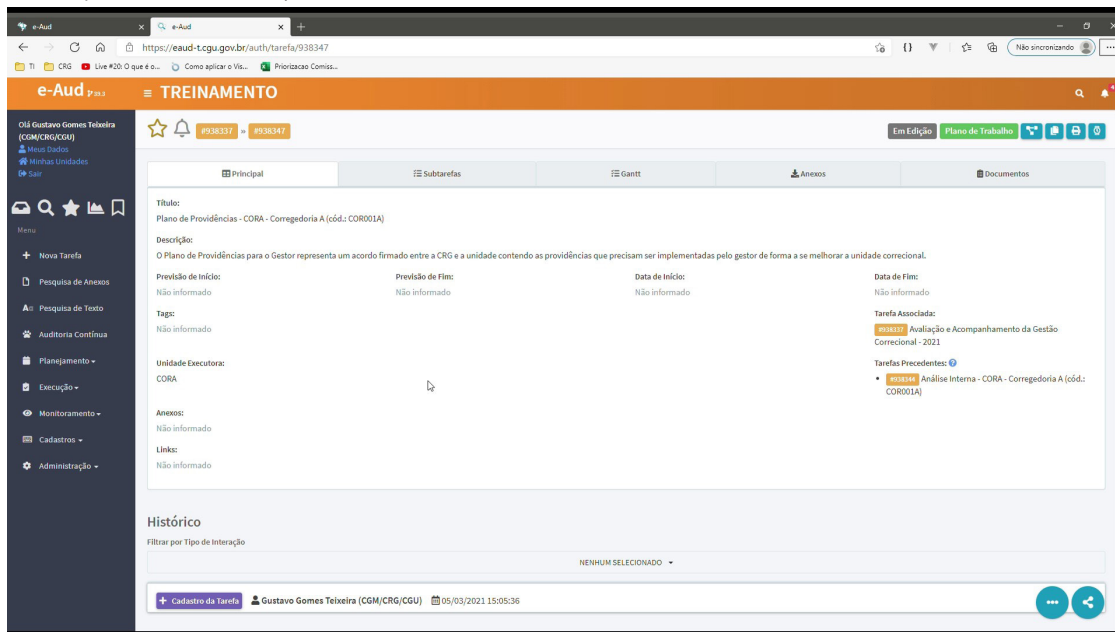 e-Aud
e-Aud
https://eaud-t.cgu.gov.br/auth/tarefa/938347
Não sincronizando
TI
CRG
Live #20: O que é o...
Como aplicar o Vis...
Priorizacao Comiss...
e-Aud
TREINAMENTO
4
Olá Gustavo Gomes Teixeira
(CGM/CRG/CGU)
Meus Dados
Minhas Unidades
Sair
Menu
Nova Tarefa
Pesquisa de Anexos
Pesquisa de Texto
Auditoria Contínua
Planejamento
Execução
Monitoramento
Cadastros
Administração
#938337 » #938347
Em Edição
Plano de Trabalho
Principal
Subtarefas
Gantt
Anexos
Documentos
Título:
Plano de Providências - CORA - Corregedoria A (cód.: COR001A)
Descrição:
O Plano de Providências para o Gestor representa um acordo firmado entre a CRG e a unidade contendo as providências que precisam ser implementadas pelo gestor de forma a se melhorar a unidade correcional.
Previsão de Início:
Não informado
Previsão de Fim:
Não informado
Data de Início:
Não informado
Data de Fim:
Não informado
Tags:
Não informado
Tarefa Associada:
#938337 Avaliação e Acompanhamento da Gestão
Correcional - 2021
Unidade Executora:
CORA
Tarefas Precedentes:
#938344 Análise Interna - CORA - Corregedoria A (cód.:
COR001A)
Anexos:
Não informado
Links:
Não informado
Histórico
Filtrar por Tipo de Interação
NENHUM SELECIONADO
+ Cadastro da Tarefa
Gustavo Gomes Teixeira (CGM/CRG/CGU)
05/03/2021 15:05:36